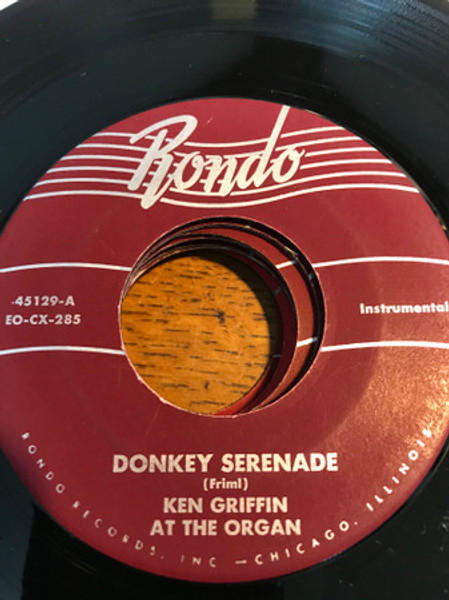 Rondo
45129-A
EO-CX-285
Instrumental
DONKEY SERENADE
(Friml)
KEN GRIFFIN
AT THE ORGAN
RONDO RECORDS, INC. — CHICAGO, ILLINOIS